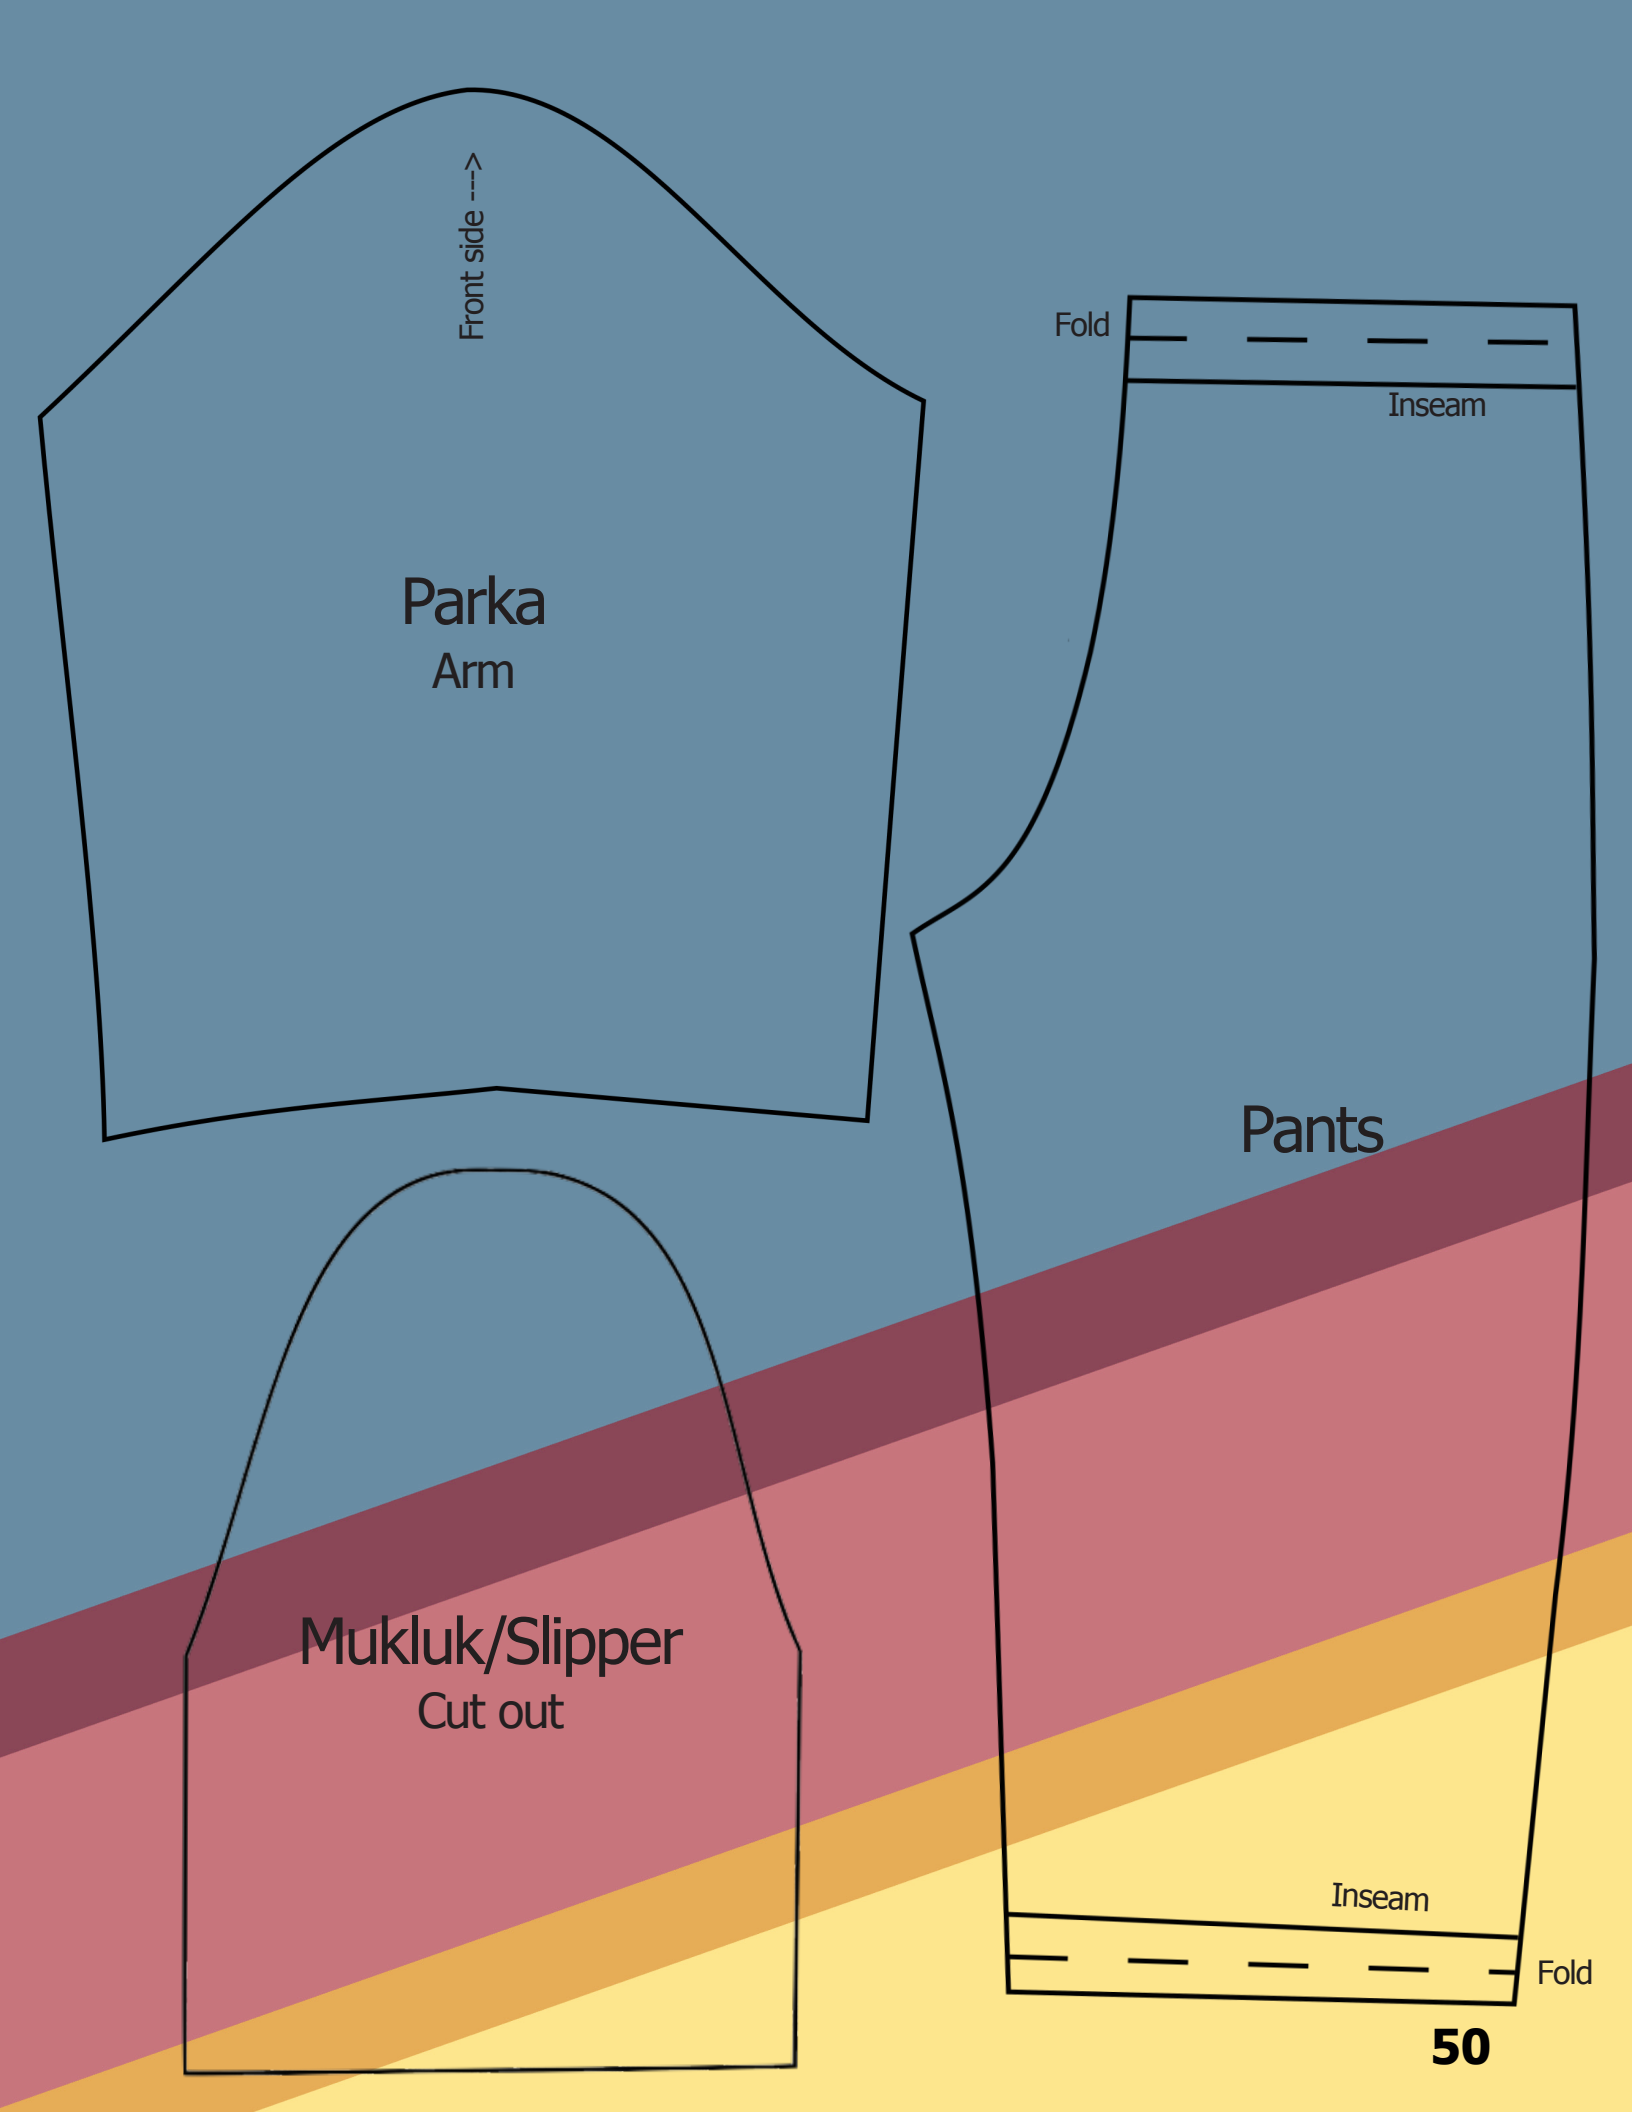 Front side --->
Parka
Arm
Fold
Inseam
Pants
Mukluk/Slipper
Cut out
Inseam
Fold
50